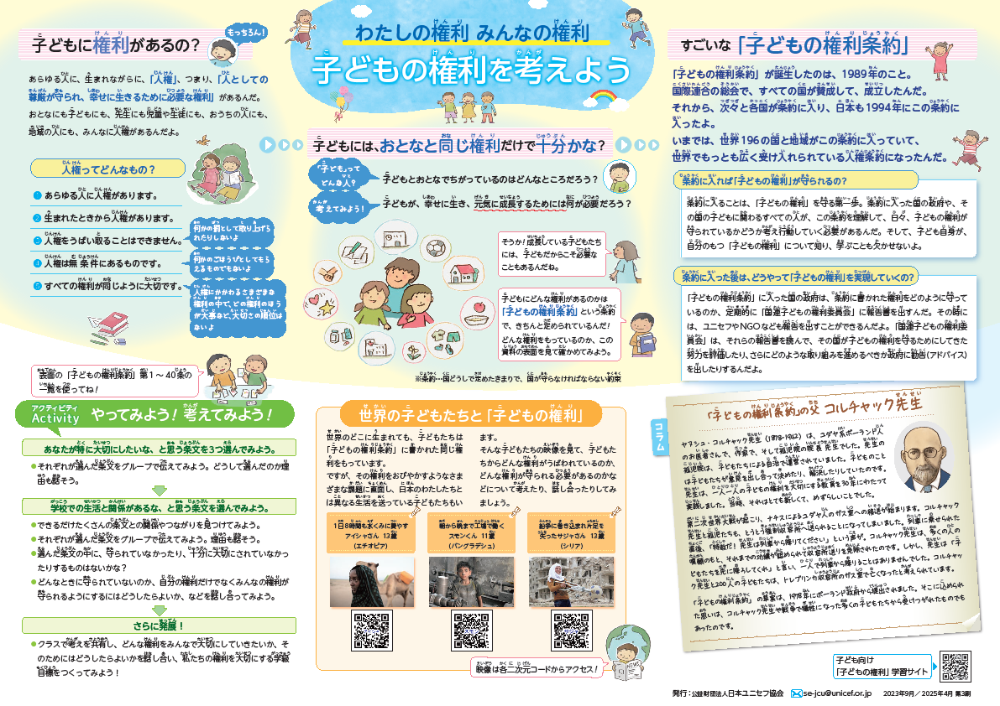 子どもに権利があるの？
もっちろん！
あらゆる人に、生まれながらに、「人権」、つまり、「人としての
尊厳が守られ、幸せに生きるために必要な権利」があるんだ。
おとなにも子どもにも、先生にも児童や生徒にも、おうちの人にも、
地域の人にも、みんなに人権があるんだよ。
人権ってどんなもの？
1 あらゆる人に人権があります。
2 生まれたときから人権があります。
3 人権をうばい取ることはできません。
4 人権は無条件にあるものです。
5 すべての権利が同じように大切です。
何かの罰として取り上げら
れたりしないよ
何かのごほうびとしてもら
えるものでもないよ
人権にかかわるさまざまな
権利の中で、どの権利のほう
が大事など、大切さの順位は
ないよ
わたしの権利 みんなの権利
子どもの権利を考えよう
子どもには、おとなと同じ権利だけで十分かな？
「子ども」って
どんな人？
子どもとおとなでちがっているのはどんなところだろう？
考えてみよう！
子どもが、幸せに生き、元気に成長するためには何が必要だろう？
そうか！成長している子どもたち
には、子どもだからこそ必要な
こともあるんだね。
子どもにどんな権利があるのかは
「子どもの権利条約」という条約
で、きちんと定められているんだ！
どんな権利をもっているのか、この
資料の表面を見て確かめてみよう。
※条約…国どうしで定めたきまりで、国が守らなければならない約束
すごいな「子どもの権利条約」
「子どもの権利条約」が誕生したのは、1989年のこと。
国際連合の総会で、すべての国が賛成して、成立したんだ。
それから、次々と各国が条約に入り、日本も1994年にこの条約に
入ったよ。
いまでは、世界196の国と地域がこの条約に入っていて、
世界でもっとも広く受け入れられている人権条約になったんだ。
条約に入れば「子どもの権利」が守られるの？
条約に入ることは、「子どもの権利」を守る第一歩。条約に入った国の政府や、そ
の国の子どもに関わるすべての人が、この条約を理解して、日々、子どもの権利が
守られているかどうか考え行動していく必要があるんだ。そして、子ども自身が、
自分のもつ「子どもの権利」について知り、学ぶことも欠かせないよ。
条約に入った後は、どうやって「子どもの権利」を実現していくの？
「子どもの権利条約」に入った国の政府は、条約に書かれた権利をどのように守って
いるのか、定期的に「国連子どもの権利委員会」に報告書を出すんだ。その時に
は、ユニセフやNGOなども報告を出すことができるんだよ。「国連子どもの権利委
員会」は、それらの報告書を読んで、その国が子どもの権利を守るためにしてきた
努力を評価したり、さらにどのような取り組みを進めるべきか政府に勧告(アドバイス)
を出したりするんだよ。
表面の「子どもの権利条約」第1～40条の
一覧を使ってね！
アクティビティ
Activity やってみよう！考えてみよう！
あなたが特に大切にしたいな、と思う条文を3つ選んでみよう。
●それぞれが選んだ条文をグループで伝えてみよう。どうして選んだのか理
由も話そう。
学校での生活と関係があるな、と思う条文を選んでみよう。
●できるだけたくさんの条文との関係やつながりを見つけてみよう。
●それぞれが選んだ条文をグループで伝えてみよう。理由も話そう。
●選んだ条文の中に、守られていなかったり、十分に大切にされていなかっ
たりするものはないかな？
●どんなときに守られていないのか、自分の権利だけでなくみんなの権利が
守られるようにするにはどうしたらよいか、などを話し合ってみよう。
さらに発展！
●クラスで考えを共有し、どんな権利をみんなで大切にしていきたいか、そ
のためにはどうしたらよいかを話し合い、私たちの権利を大切にする学級
目標をつくってみよう！
世界の子どもたちと「子どもの権利」
世界のどこに生まれても、子どもたちは
「子どもの権利条約」に書かれた同じ権
利をもっています。
ですが、その権利をおびやかすようなさま
ざまな課題に直面し、日本のわたしたちと
は異なる生活を送っている子どもたちもい
ます。
そんな子どもたちの映像を見て、子どもた
ちからどんな権利がうばわれているのか、
どんな権利が守られる必要があるのかな
どについて考えたり、話し合ったりしてみ
ましょう。
1日8時間も水くみに費やす
アイシャさん 13歳
(エチオピア)
朝から晩まで工場で働く
スモンくん 11歳
(バングラデシュ)
紛争に巻き込まれ片足を
失ったサジャさん 13歳
(シリア)
NEWS
映像は各二次元コードからアクセス！
コラム
「子どもの権利条約」の父 コルチャック先生
ヤヌシュ・コルチャック先生（1878-1942）は、ユダヤ系ポーランド人
のお医者さんで、作家で、そして孤児院の院長先生でした。先生の
孤児院は、子どもたちによる自治で運営されていました。子どものこと
は子どもたちが意見を出し合って決めたり、解決したりしていたのです。
先生は、一人ひとりの子どもの権利を大切にする教育を30年にわたって
実践しました。当時、それはとても新しくて、めずらしいことでした。
第二次世界大戦が起こり、ナチスによるユダヤ人のガス室への移送が始まります。コルチャック
先生と孤児たちも、とうとう強制収容所へ送られることになってしまいました。列車に乗せられた
直後、「特赦だ！先生は列車から降りてください」という声が。コルチャック先生は、多くの人の
嘆願のもと、それまでの功績が認められて収容所送りを免除されたのです。しかし、先生は「子
どもたちを死に陥ろしてくれ」と言い、一人で列車から降りることはありませんでした。コルチャッ
ク先生と200人の子どもたちは、トレブリンカ収容所のガス室で亡くなったと考えられています。
「子どもの権利条約」の草案は、1978年にポーランド政府から提出されました。そこに込められ
た思いは、コルチャック先生や戦争で犠牲になった多くの子どもたちから受けつがれたものでも
あったのです。
子ども向け
「子どもの権利」学習サイト
発行：公益財団法人日本ユニセフ協会 se-jcu@unicef.or.jp 2023年9月／2025年4月 第3刷